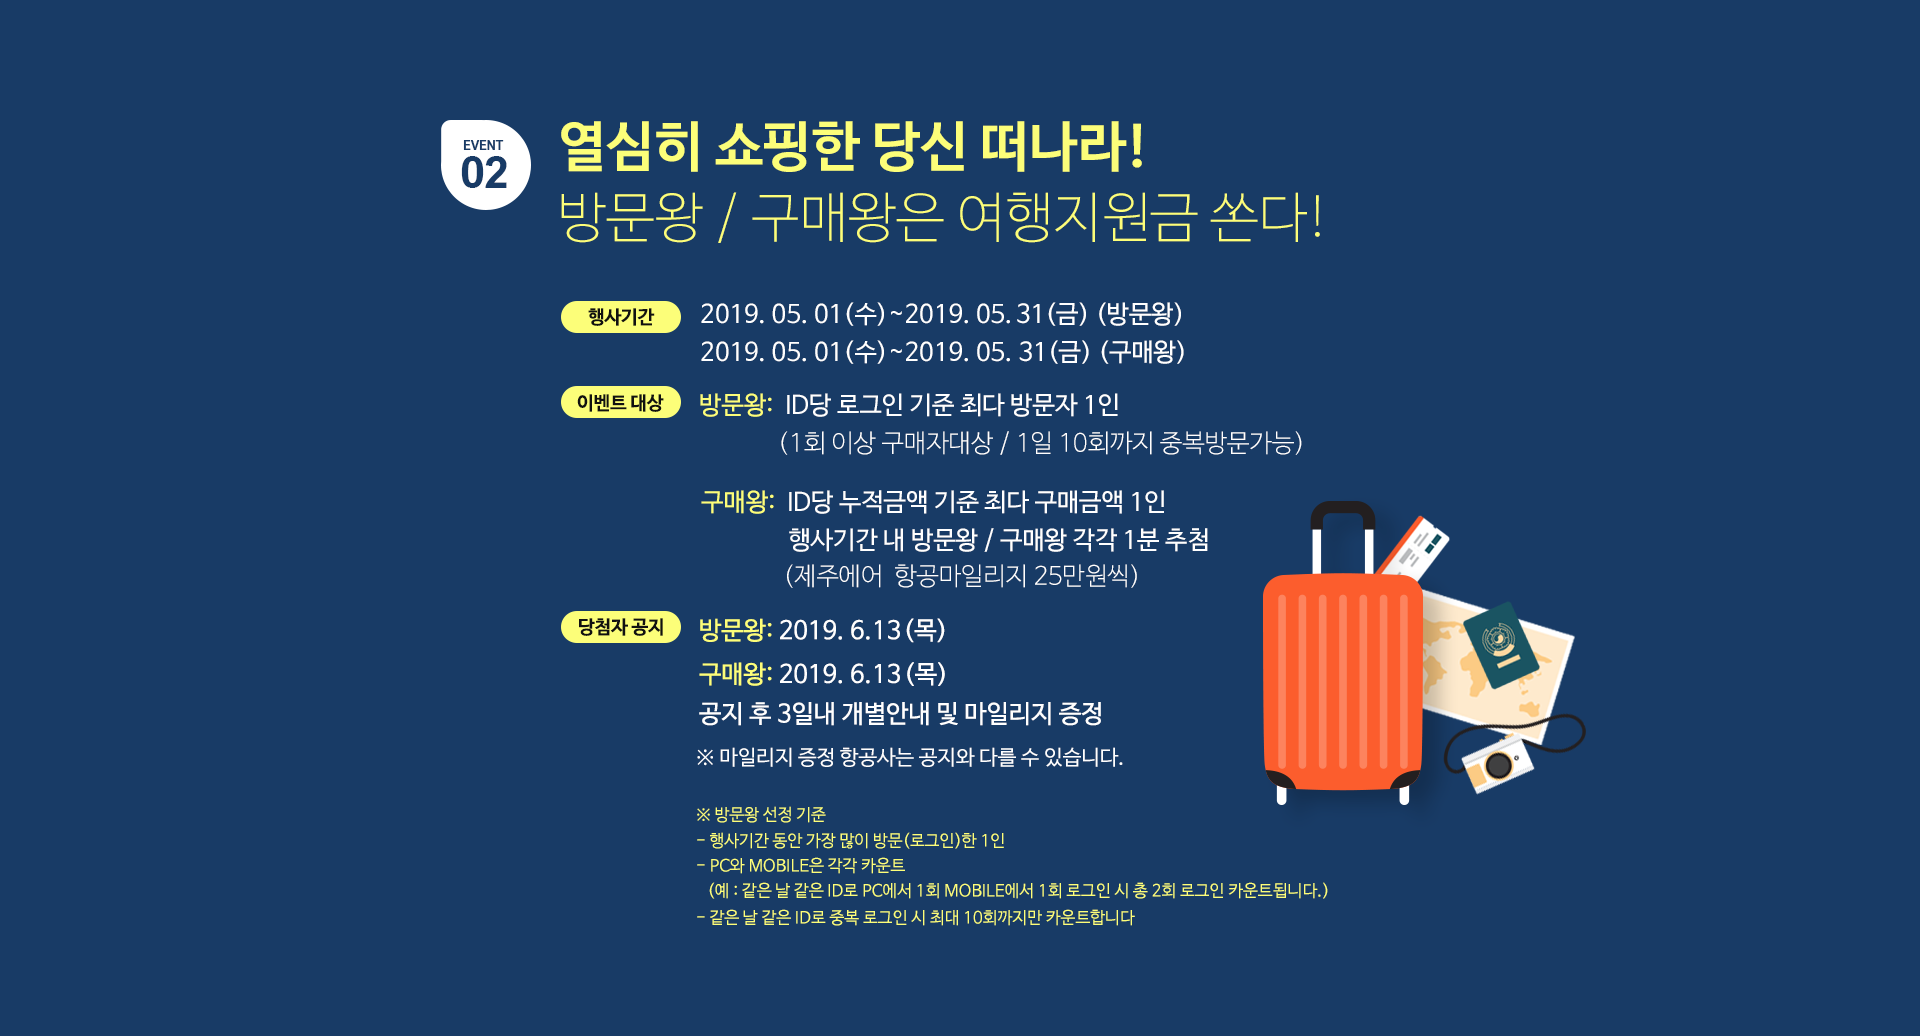 EVENT
02
열심히 쇼핑한 당신 떠나라!
방문왕 / 구매왕은 여행지원금 쏜다!
행사기간
2019. 05. 01(수)~2019. 05. 31(금) (방문왕)
2019. 05. 01(수)~2019. 05. 31(금) (구매왕)
이벤트 대상
방문왕: ID당 로그인 기준 최다 방문자 1인
(1회 이상 구매자대상 / 1일 10회까지 중복방문가능)
구매왕: ID당 누적금액 기준 최다 구매금액 1인
행사기간 내 방문왕 / 구매왕 각각 1분 추첨
(제주에어 항공마일리지 25만원씩)
당첨자 공지
방문왕: 2019. 6.13(목)
구매왕: 2019. 6.13(목)
공지 후 3일내 개별안내 및 마일리지 증정
※ 마일리지 증정 항공사는 공지와 다를 수 있습니다.
※ 방문왕 선정 기준
- 행사기간 동안 가장 많이 방문(로그인)한 1인
- PC와 MOBILE은 각각 카운트
(예 : 같은 날 같은 ID로 PC에서 1회 MOBILE에서 1회 로그인 시 총 2회 로그인 카운트됩니다.)
- 같은 날 같은 ID로 중복 로그인 시 최대 10회까지만 카운트합니다